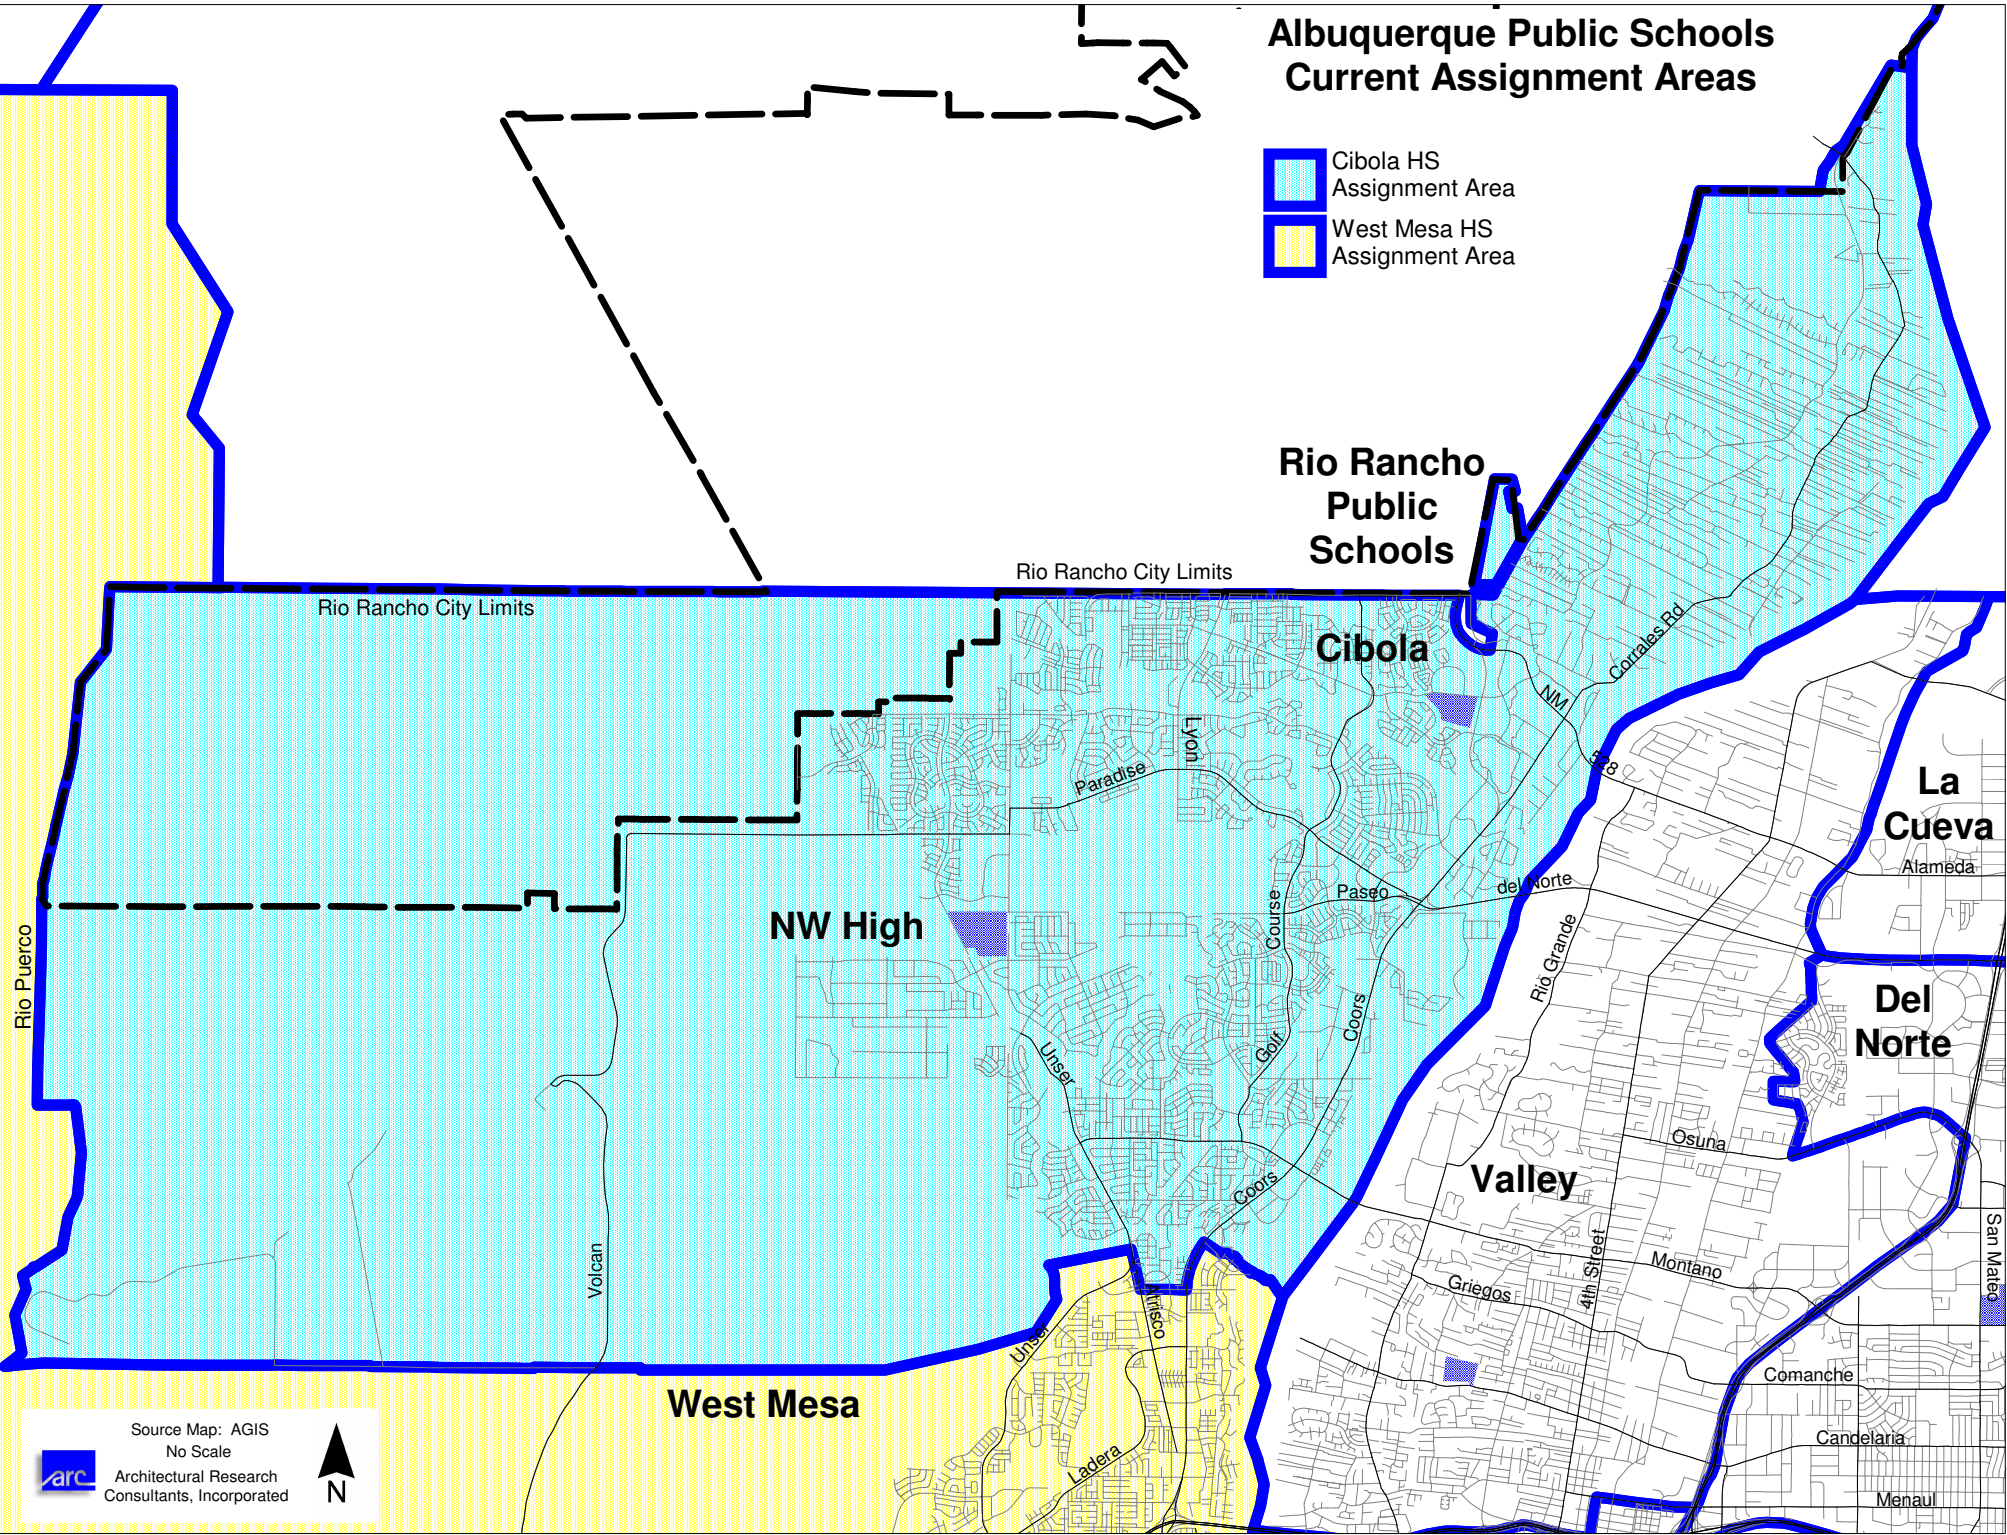 Albuquerque Public Schools
Current Assignment Areas
Cibola HS
Assignment Area
West Mesa HS
Assignment Area
Rio Rancho
Public
Schools
Rio Rancho City Limits
Rio Rancho City Limits
Cibola
Corrales Rd
NM
528
Lyon
Paradise
La
Cueva
Alameda
Paseo
del Norte
Course
NW High
Rio Puerco
Rio Grande
Del
Norte
Coors
Golf
Unser
Osuna
Valley
Coors
San Mateo
4th Street
Montano
Griegos
Volcan
Atrisco
Unser
Comanche
West Mesa
Candelaria
Ladera
Menaul
Source Map: AGIS
No Scale
arc
Architectural Research
Consultants, Incorporated
N